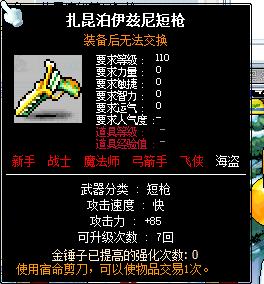 扎昆泊伊兹尼短枪
装备后无法交换
要求等级: 110
要求力量: 0
要求敏捷: 0
要求智力: 0
要求运气: 0
要求人气度: -
道具等级: -
道具经验值: -
新手 战士 魔法师 弓箭手 飞侠 海盗
武器分类: 短枪
攻击速度: 快
攻击力: +85
可升级次数: 7回
金锤子已提高的强化次数: 0
使用宿命剪刀,可以使物品交易1次。